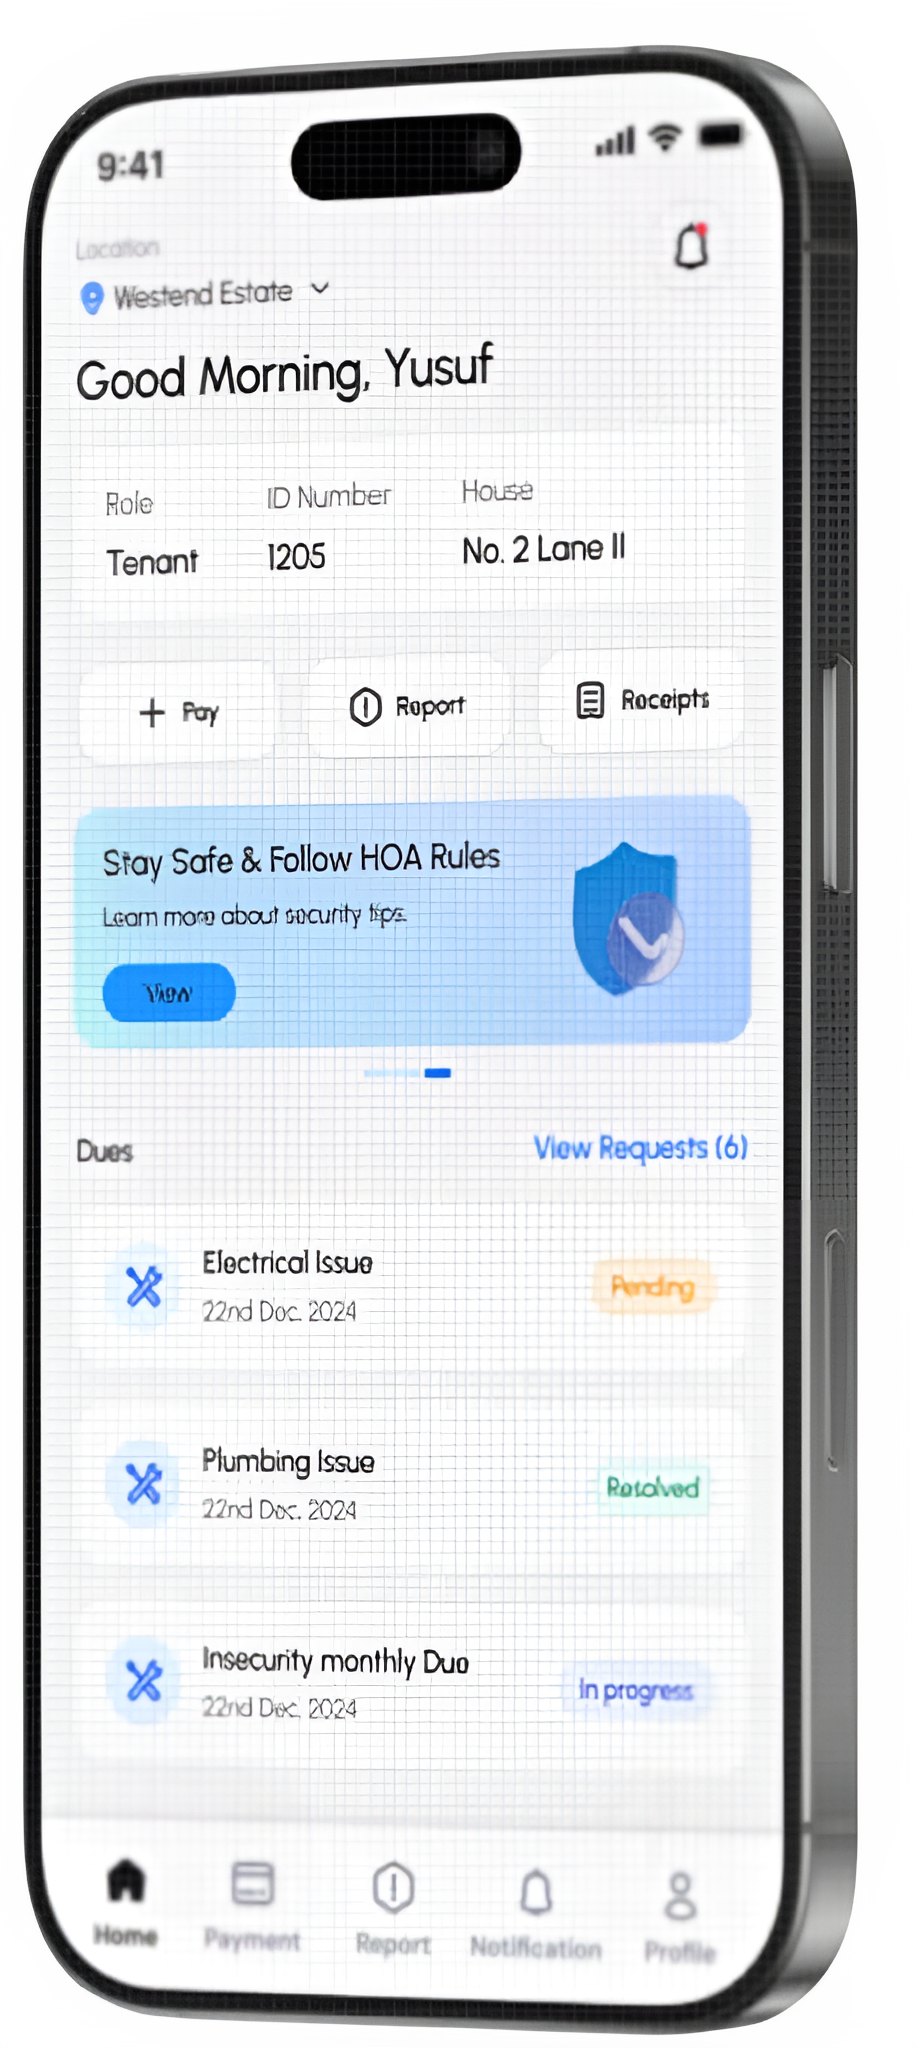 9:41
Location
Westend Estate
Good Morning, Yusuf
Role ID Number House
Tenant 1205 No. 2 Lane II
Pay Report Receipts
Stay Safe & Follow HOA Rules
Learn more about security tips.
View
Dues View Requests (6)
Electrical Issue
22nd Dec. 2024
Pending
Plumbing Issue
22nd Dec. 2024
Resolved
Insecurity monthly Due
22nd Dec. 2024
In progress
Home Payment Report Notification Profile